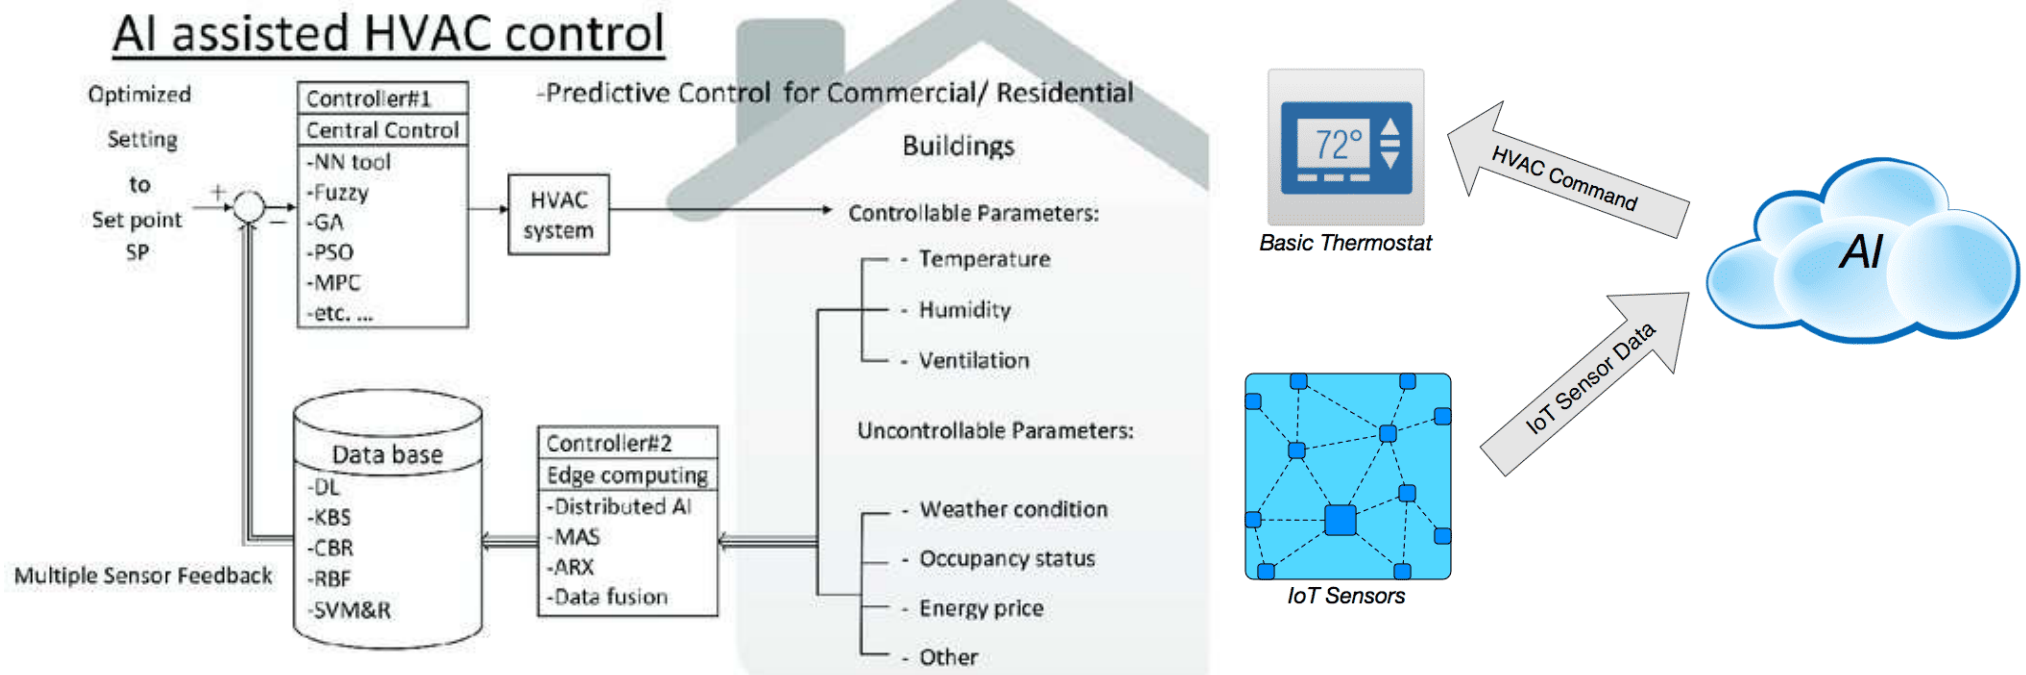 AI assisted HVAC control
-Predictive Control for Commercial/ Residential
Buildings
Optimized
Setting
to
Set point
SP
+
−
Controller#1
Central Control
-NN tool
-Fuzzy
-GA
-PSO
-MPC
-etc. ...
HVAC
system
Controllable Parameters:
- Temperature
- Humidity
- Ventilation
Uncontrollable Parameters:
- Weather condition
- Occupancy status
- Energy price
- Other
Controller#2
Edge computing
-Distributed AI
-MAS
-ARX
-Data fusion
Data base
-DL
-KBS
-CBR
-RBF
-SVM&R
Multiple Sensor Feedback
72°
Basic Thermostat
HVAC Command
AI
IoT Sensor Data
IoT Sensors